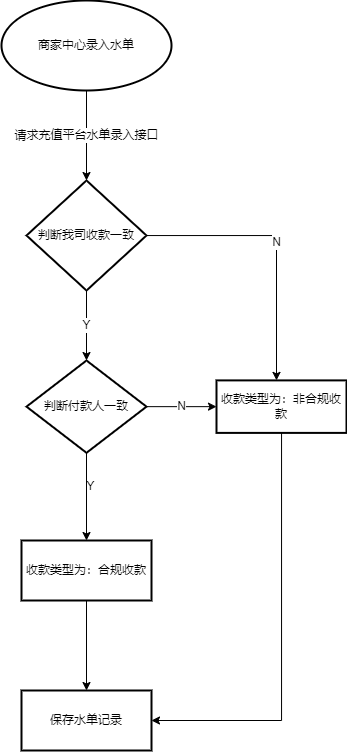 商家中心录入水单
请求充值平台水单录入接口
判断我司收款一致
N
Y
判断付款人一致
N
收款类型为：非合规收
款
Y
收款类型为：合规收款
保存水单记录